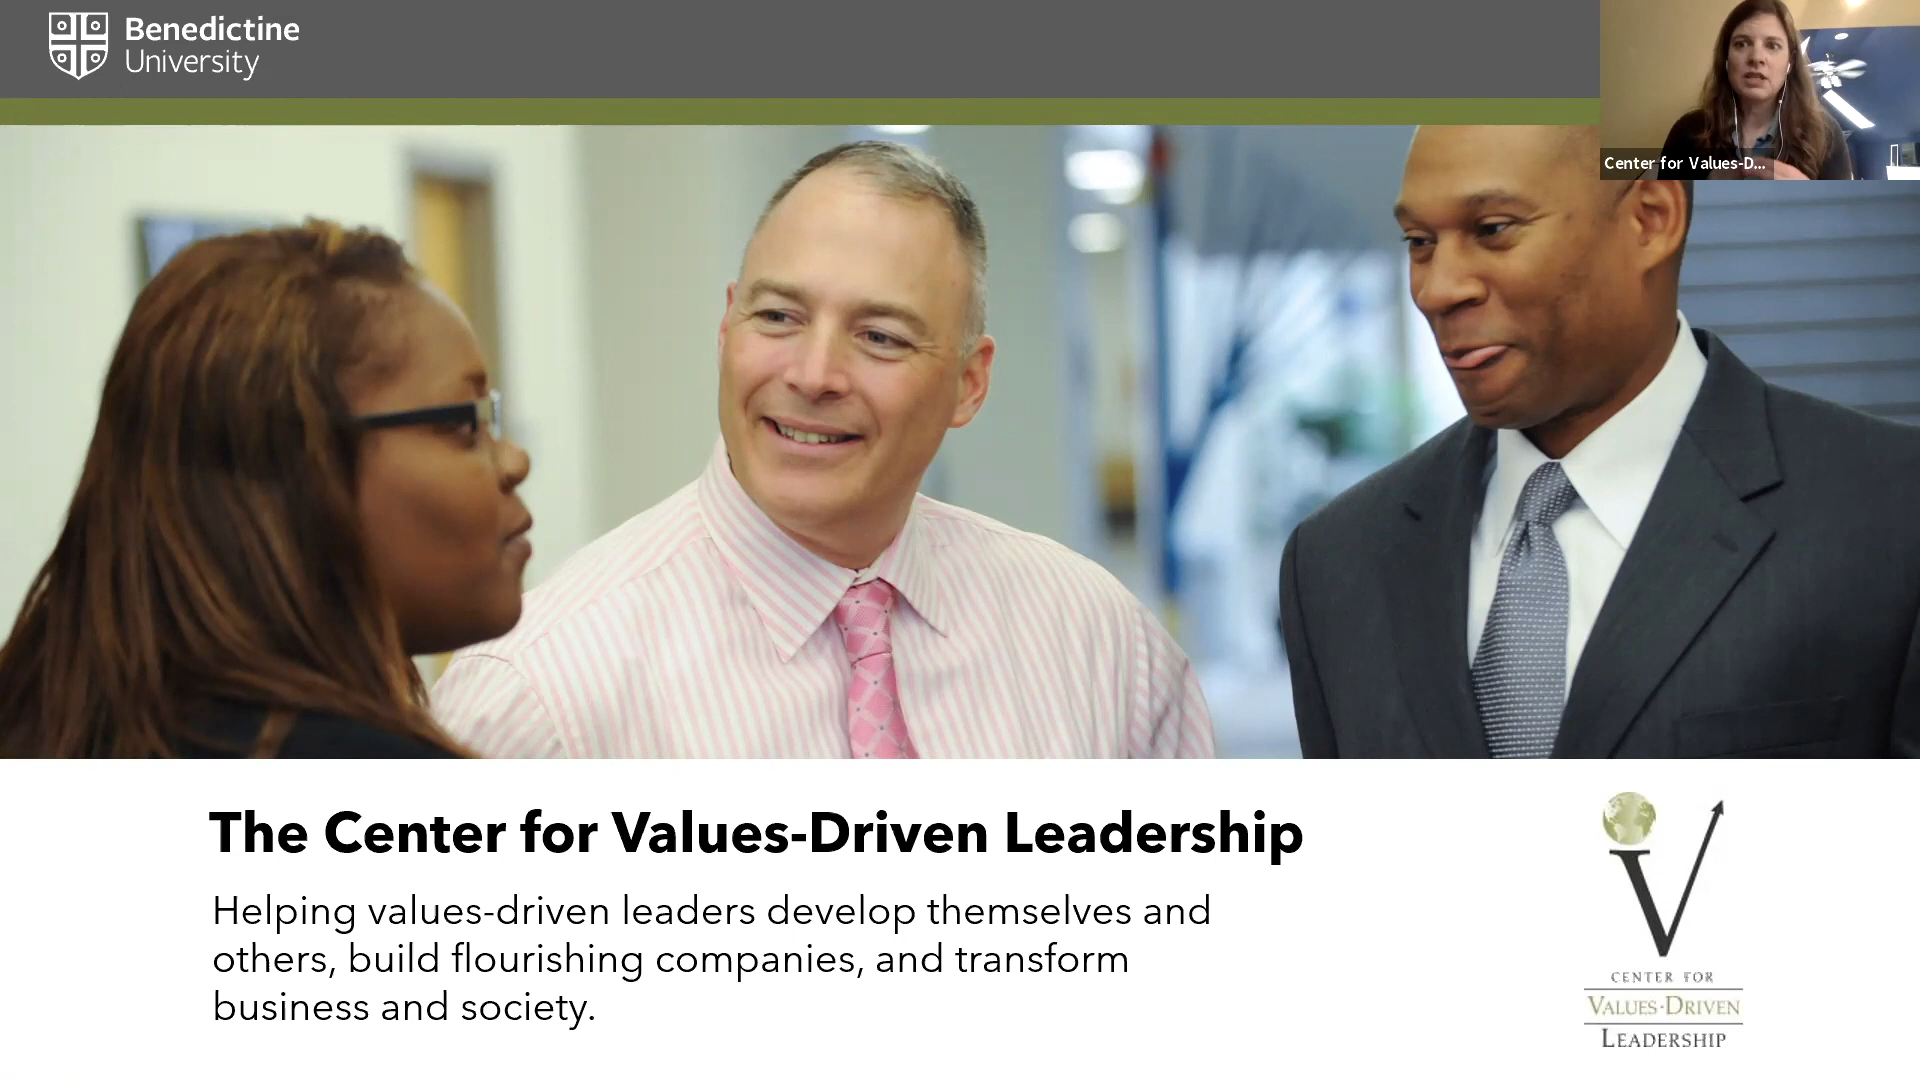 Benedictine
University
Center for Values-D...
The Center for Values-Driven Leadership
Helping values-driven leaders develop themselves and
others, build flourishing companies, and transform
business and society.
CENTER FOR
VALUES·DRIVEN
LEADERSHIP